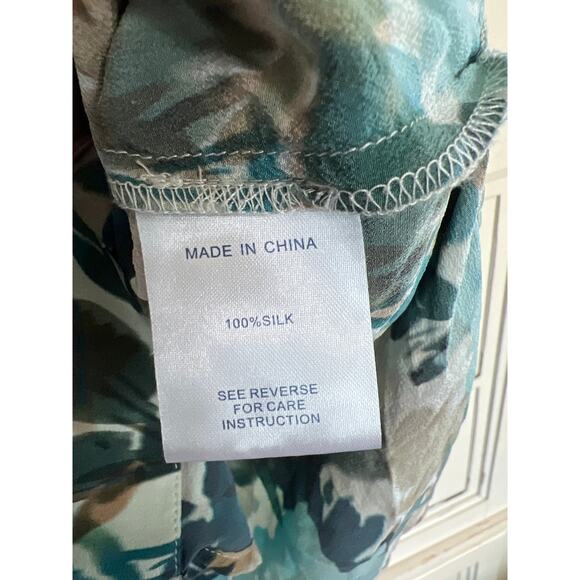 MADE IN CHINA
100%SILK
SEE REVERSE
FOR CARE
INSTRUCTION